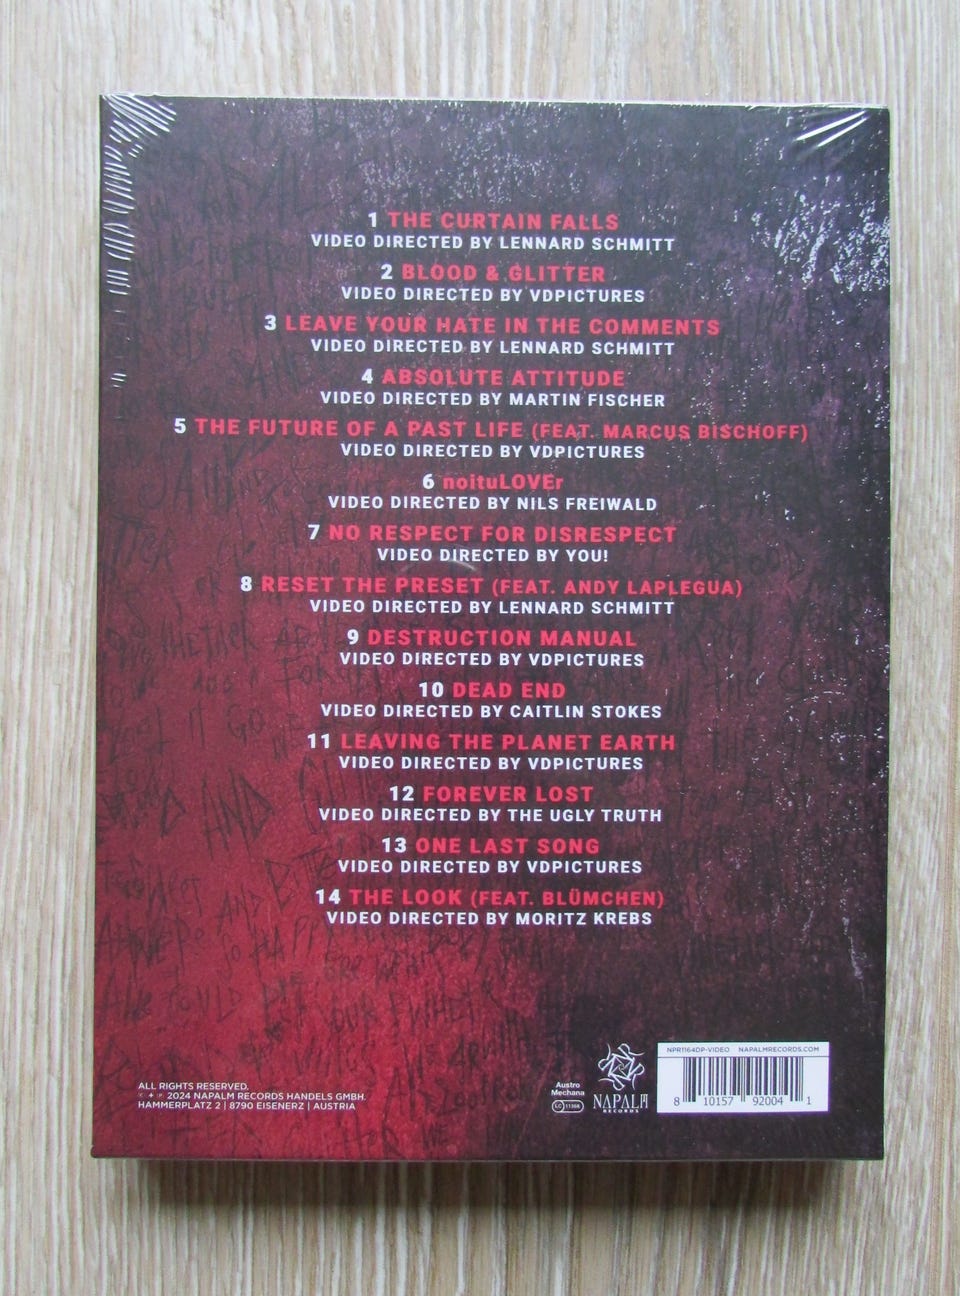 1 THE CURTAIN FALLS
VIDEO DIRECTED BY LENNARD SCHMITT
2 BLOOD & GLITTER
VIDEO DIRECTED BY VDPICTURES
3 LEAVE YOUR HATE IN THE COMMENTS
VIDEO DIRECTED BY LENNARD SCHMITT
4 ABSOLUTE ATTITUDE
VIDEO DIRECTED BY MARTIN FISCHER
5 THE FUTURE OF A PAST LIFE (FEAT. MARCUS BISCHOFF)
VIDEO DIRECTED BY VDPICTURES
6 noituLOVEr
VIDEO DIRECTED BY NILS FREIWALD
7 NO RESPECT FOR DISRESPECT
VIDEO DIRECTED BY YOU!
8 RESET THE PRESET (FEAT. ANDY LAPLEGUA)
VIDEO DIRECTED BY LENNARD SCHMITT
9 DESTRUCTION MANUAL
VIDEO DIRECTED BY VDPICTURES
10 DEAD END
VIDEO DIRECTED BY CAITLIN STOKES
11 LEAVING THE PLANET EARTH
VIDEO DIRECTED BY VDPICTURES
12 FOREVER LOST
VIDEO DIRECTED BY THE UGLY TRUTH
13 ONE LAST SONG
VIDEO DIRECTED BY VDPICTURES
14 THE LOOK (FEAT. BLÜMCHEN)
VIDEO DIRECTED BY MORITZ KREBS
ALL RIGHTS RESERVED.
© + ℗ 2024 NAPALM RECORDS HANDELS GMBH.
HAMMERPLATZ 2 | 8790 EISENERZ | AUSTRIA
Austro
Mechana
LC 11308
NAPALM
RECORDS
NPR1164DP-VIDEO NAPALMRECORDS.COM
8 10157 92004 1